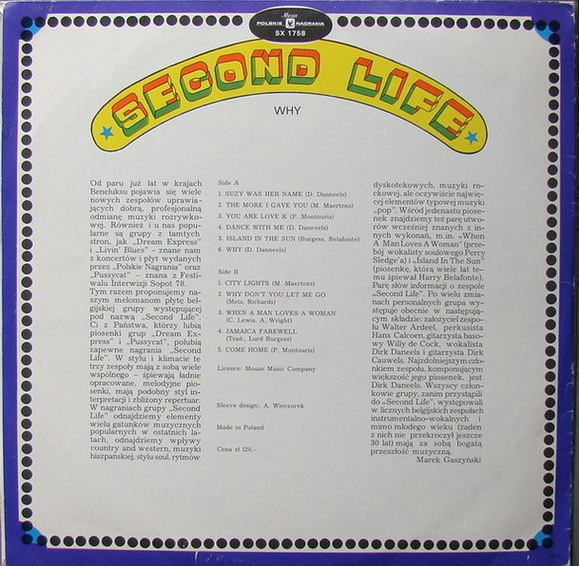 Muza
POLSKIE NAGRANIA
SX 1758
SECOND LIFE
WHY
Od paru już lat w krajach
Beneluksu pojawia się wiele
nowych zespołów uprawia-
jących dobrą, profesjonalną
odmianę muzyki rozrywko-
wej. Również i u nas popu-
larne są grupy z tamtych
stron, jak „Dream Express"
i „Livin' Blues" – znane nam
z koncertów i płyt wydanych
przez „Polskie Nagrania" oraz
„Pussycat" – znana z Festi-
walu Interwizji Sopot 78.
Tym razem proponujemy na-
szym melomanom płytę bel-
gijskiej grupy występującej
pod nazwą „Second Life".
Ci z Państwa, którzy lubią
piosenki grup „Dream Ex-
press" i „Pussycat", polubią
zapewne nagrania „Second
Life". W stylu i klimacie te
trzy zespoły mają z sobą wiele
wspólnego – śpiewają ładnie
opracowane, melodyjne pio-
senki, mają podobny styl in-
terpretacji i zbliżony repertuar.
W nagraniach grupy „Second
Life" odnajdziemy elementy
wielu gatunków muzycznych
popularnych w ostatnich la-
tach, odnajdziemy wpływy
country and western, muzyki
hiszpańskiej, stylu soul, rytmów
Side A
1. SUZY WAS HER NAME (D. Danneels)
2. THE MORE I GAVE YOU (M. Maertens)
3. YOU ARE LOVE K (P. Montouris)
4. DANCE WITH ME (D. Danneels)
5. ISLAND IN THE SUN (Burgess, Belafonte)
6. WHY (D. Danneels)
Side B
1. CITY LIGHTS (M. Maertens)
2. WHY DON'T YOU LET ME GO
(Mets, Richards)
3. WHEN A MAN LOVES A WOMAN
(C. Lewis, A. Wright)
4. JAMAICA FAREWELL
(Trad., Lord Burgess)
5. COME HOME (P. Montouris)
Licence: Mouse Music Company
Sleeve design: A. Wieczorek
Made in Poland
Cena zł 120,–
dyskotekowych, muzyki ro-
ckowej, ale oczywiście najwię-
cej elementów typowej muzyki
„pop". Wśród jedenastu piose-
nek znajdziemy też parę utwo-
rów wcześniej znanych z in-
nych wykonań, m.in. „When
A Man Loves A Woman" (prze-
bój wokalisty soulowego Percy
Sledge'a) i „Island In The Sun"
(piosenkę, którą wiele lat te-
mu śpiewał Harry Belafonte).
Parę słów informacji o zespole
„Second Life". Po wielu zmia-
nach personalnych grupa wy-
stępuje obecnie w następują-
cym składzie: założyciel zespo-
łu Walter Ardeel, perkusista
Hans Calcoen, gitarzysta baso-
wy Willy de Cock, wokalista
Dirk Daneels i gitarzysta Dirk
Cauwels. Najzdolniejszym czło-
nkiem zespołu, komponującym
większość jego piosenek, jest
Dirk Daneels. Wszyscy człon-
kowie grupy, zanim przystąpili
do „Second Life", występowali
w licznych belgijskich zespołach
instrumentalno-wokalnych i
mimo młodego wieku (żaden
z nich nie przekroczył jeszcze
30 lat) mają za sobą bogatą
przeszłość muzyczną.
Marek Gaszyński